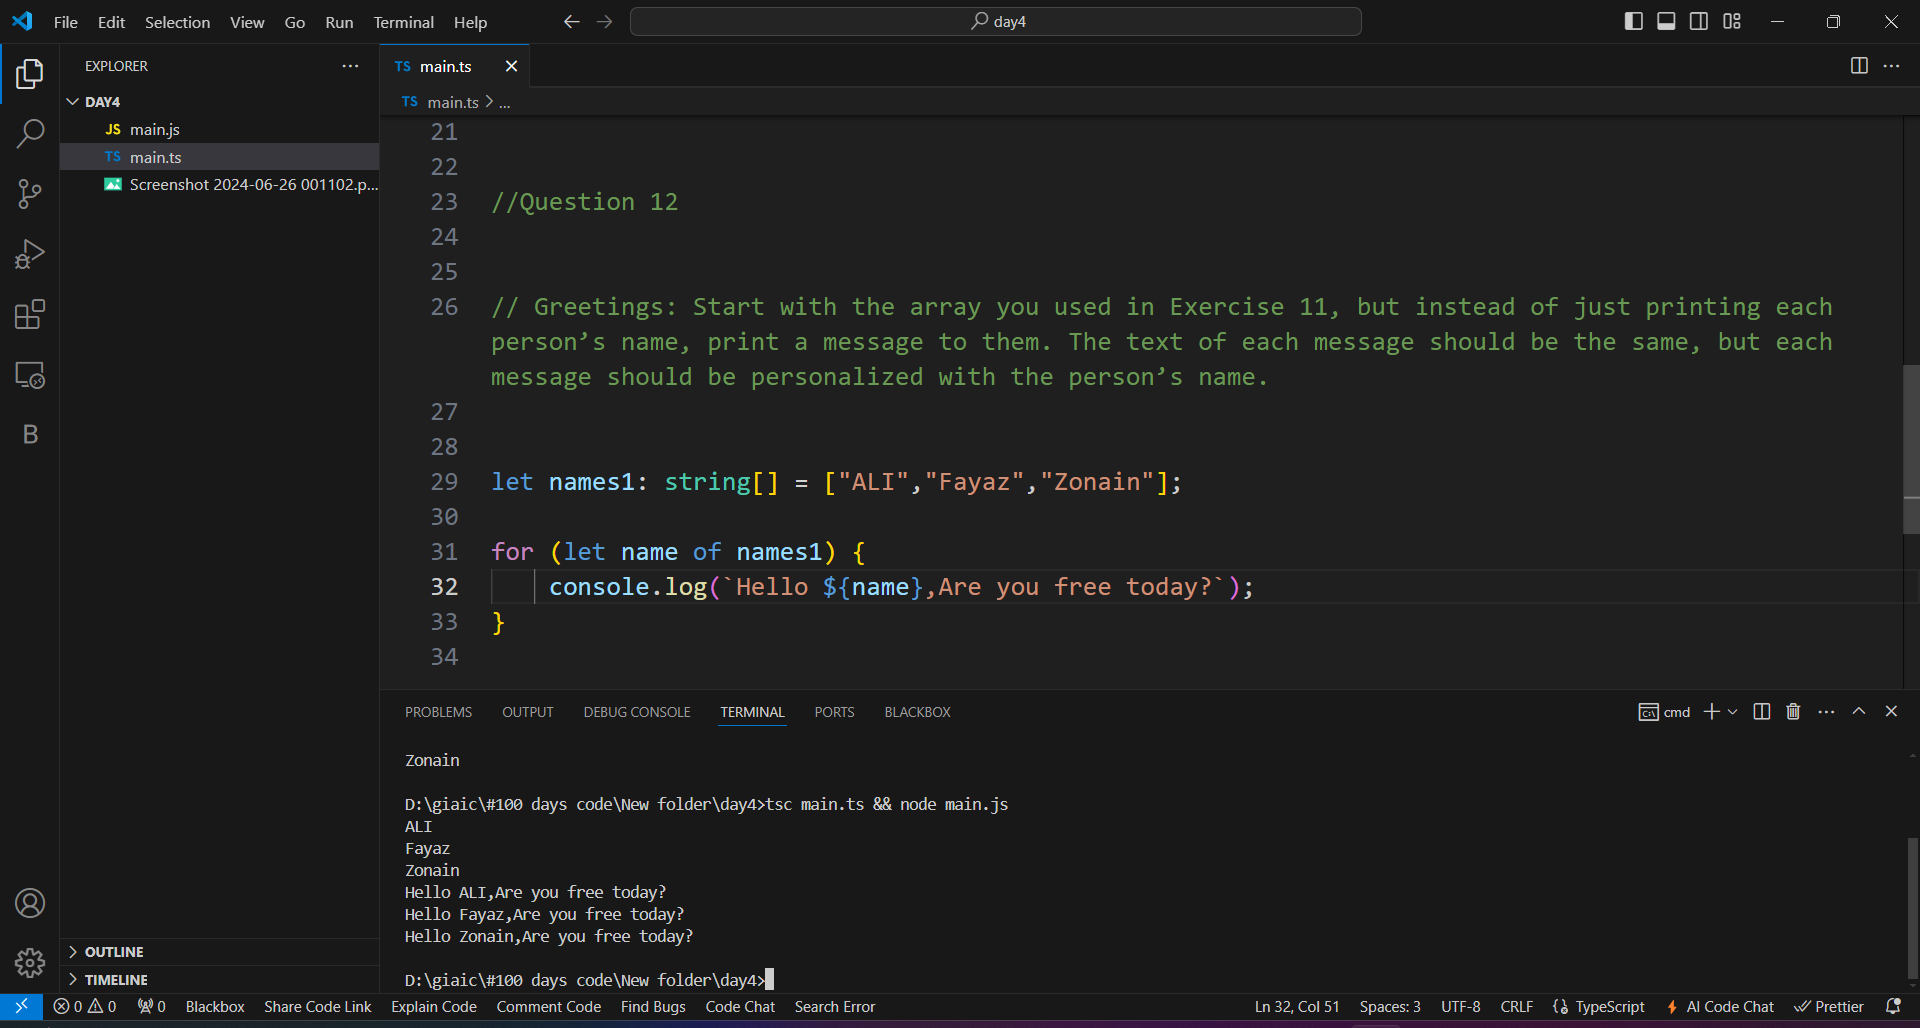 File Edit Selection View Go Run Terminal Help
day4
EXPLORER
DAY4
JS main.js
TS main.ts
Screenshot 2024-06-26 001102.p...
B
OUTLINE
TIMELINE
TS main.ts
TS main.ts > ...
21
22
23 //Question 12
24
25
26 // Greetings: Start with the array you used in Exercise 11, but instead of just printing each
person’s name, print a message to them. The text of each message should be the same, but each
message should be personalized with the person’s name.
27
28
29 let names1: string[] = ["ALI","Fayaz","Zonain"];
30
31 for (let name of names1) {
32 console.log(`Hello ${name},Are you free today?`);
33 }
34
PROBLEMS OUTPUT DEBUG CONSOLE TERMINAL PORTS BLACKBOX
cmd
Zonain
D:\giaic\#100 days code\New folder\day4>tsc main.ts && node main.js
ALI
Fayaz
Zonain
Hello ALI,Are you free today?
Hello Fayaz,Are you free today?
Hello Zonain,Are you free today?
D:\giaic\#100 days code\New folder\day4>
0 0 0 Blackbox Share Code Link Explain Code Comment Code Find Bugs Code Chat Search Error Ln 32, Col 51 Spaces: 3 UTF-8 CRLF {} TypeScript AI Code Chat Prettier